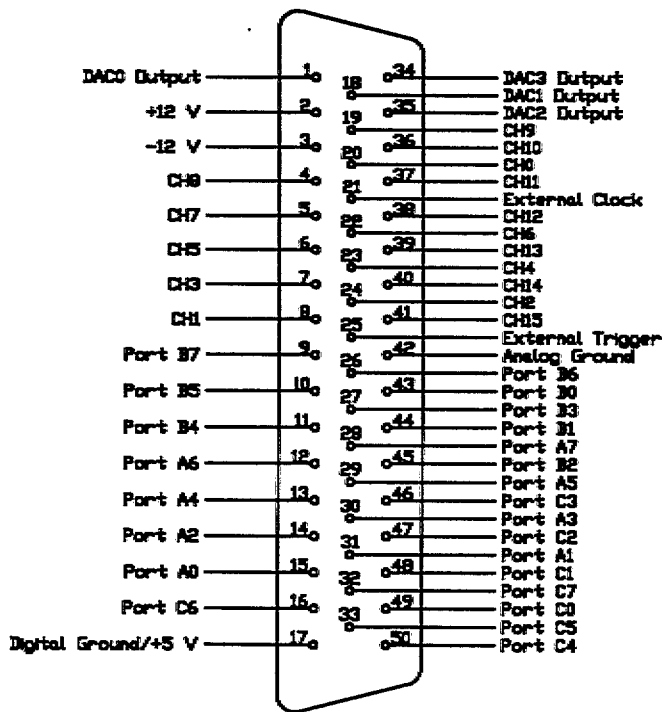 DAC0 Output 1 34 DAC3 Output
18 DAC1 Output
+12 V 2 35 DAC2 Output
19 CH9
-12 V 3 36 CH10
20 CH0
CH8 4 37 CH11
21 External Clock
CH7 5 38 CH12
22 CH6
CH5 6 39 CH13
23 CH4
CH3 7 40 CH14
24 CH2
CH1 8 41 CH15
25 External Trigger
Port B7 9 42 Analog Ground
26 Port B6
Port B5 10 43 Port B0
27 Port B3
Port B4 11 44 Port B1
28 Port A7
Port A6 12 45 Port B2
29 Port A5
Port A4 13 46 Port C3
30 Port A3
Port A2 14 47 Port C2
31 Port A1
Port A0 15 48 Port C1
32 Port C7
Port C6 16 49 Port C0
33 Port C5
Digital Ground/+5 V 17 50 Port C4